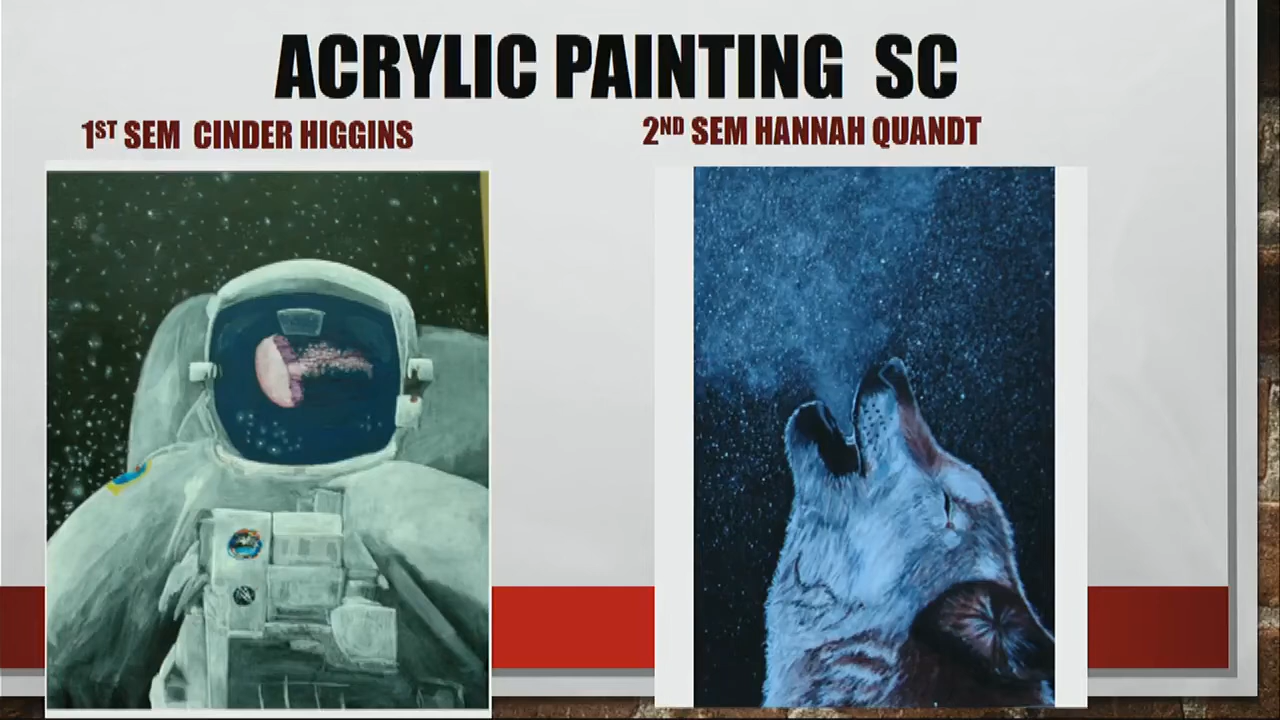 ACRYLIC PAINTING SC
1ST SEM CINDER HIGGINS
2ND SEM HANNAH QUANDT